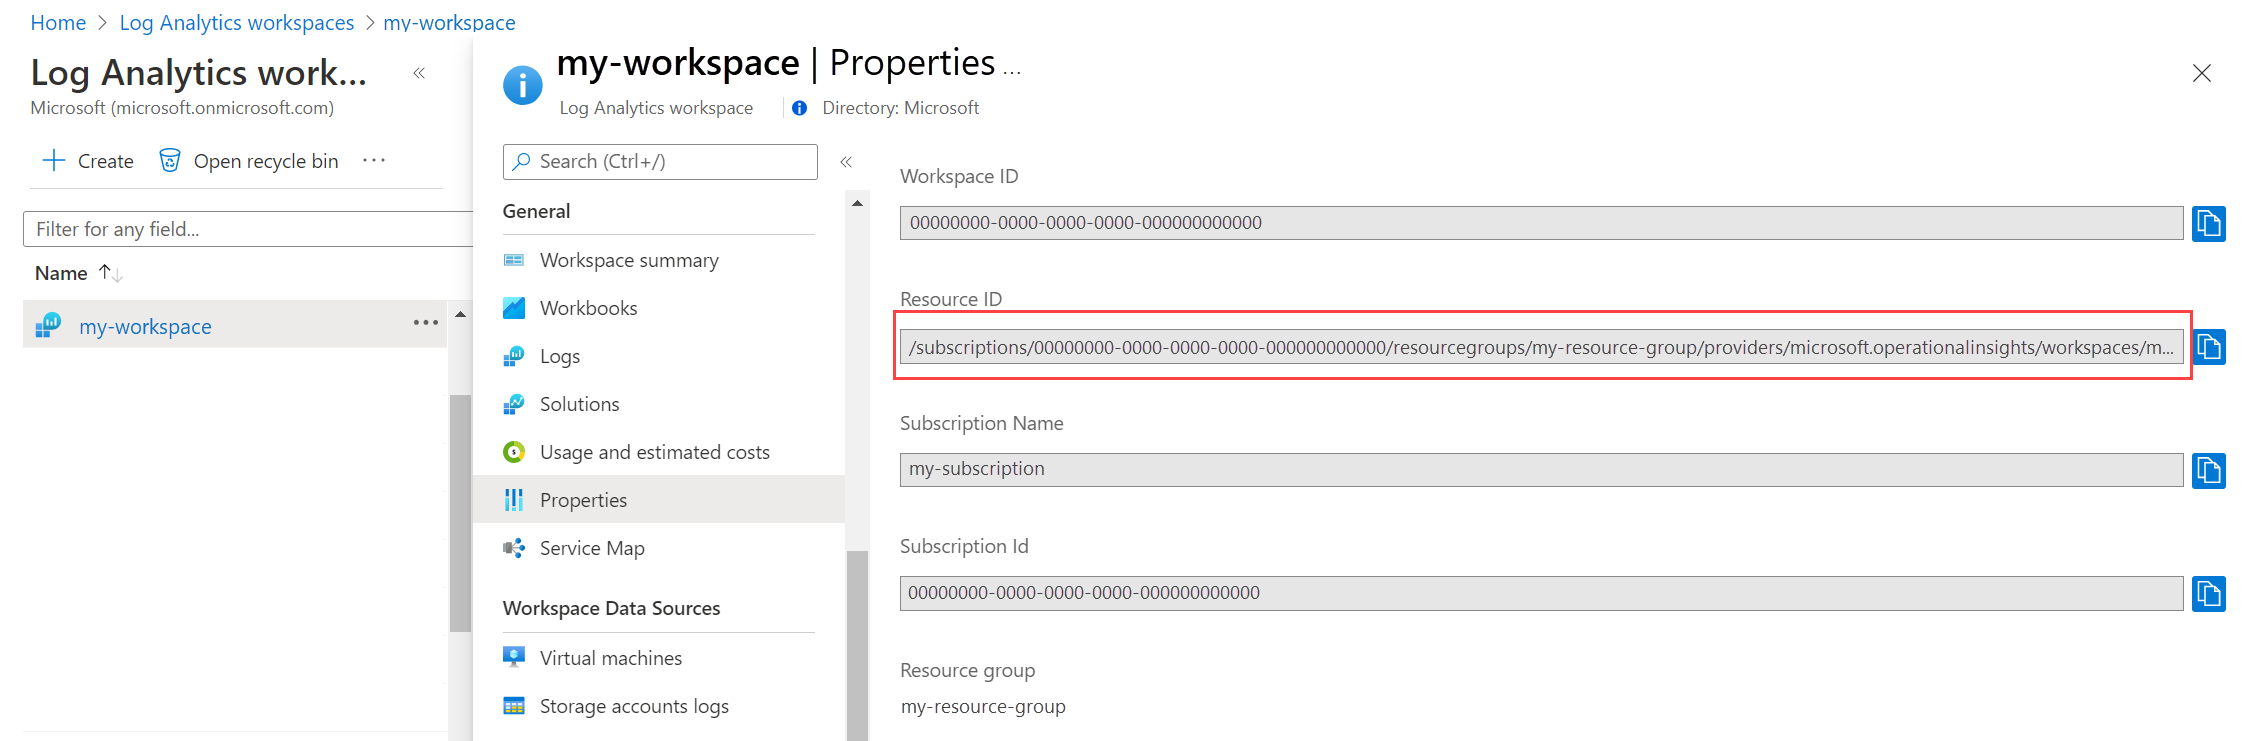 Home > Log Analytics workspaces > my-workspace
Log Analytics work...
Microsoft (microsoft.onmicrosoft.com)
Create Open recycle bin ...
Filter for any field...
Name
my-workspace
my-workspace | Properties ...
Log Analytics workspace Directory: Microsoft
Search (Ctrl+/)
General
Workspace summary
Workbooks
Logs
Solutions
Usage and estimated costs
Properties
Service Map
Workspace Data Sources
Virtual machines
Storage accounts logs
Workspace ID
00000000-0000-0000-0000-000000000000
Resource ID
/subscriptions/00000000-0000-0000-0000-000000000000/resourcegroups/my-resource-group/providers/microsoft.operationalinsights/workspaces/m...
Subscription Name
my-subscription
Subscription Id
00000000-0000-0000-0000-000000000000
Resource group
my-resource-group